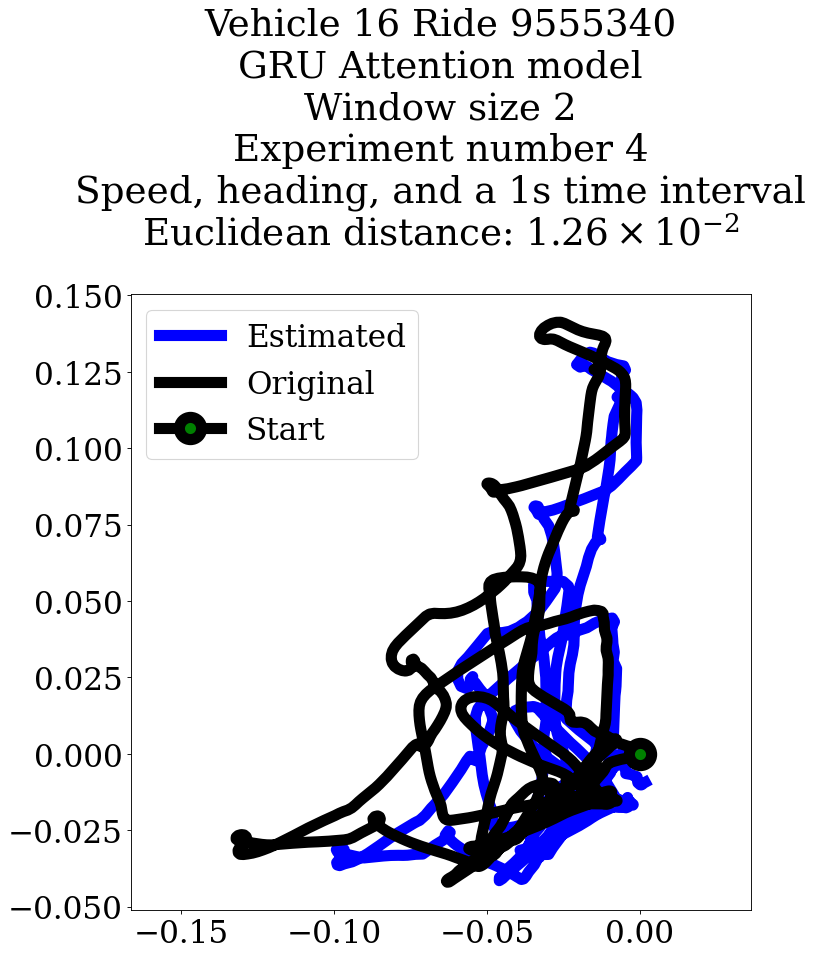 Vehicle 16 Ride 9555340
GRU Attention model
Window size 2
Experiment number 4
Speed, heading, and a 1s time interval
Euclidean distance: 1.26 × 10⁻²
Estimated
Original
Start
0.150
0.125
0.100
0.075
0.050
0.025
0.000
−0.025
−0.050
−0.15 −0.10 −0.05 0.00